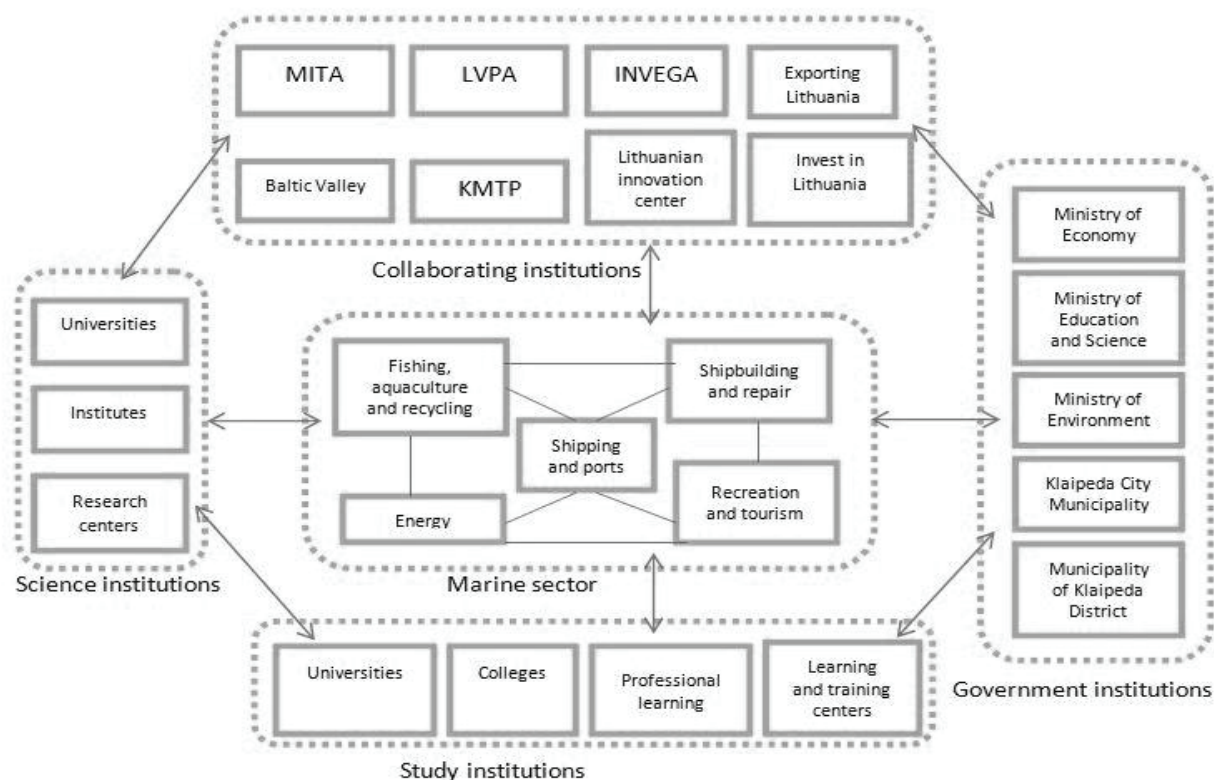 MITA
LVPA
INVEGA
Exporting
Lithuania
Baltic Valley
KMTP
Lithuanian
innovation
center
Invest in
Lithuania
Collaborating institutions
Universities
Institutes
Research
centers
Science institutions
Fishing,
aquaculture
and recycling
Shipbuilding
and repair
Shipping
and ports
Energy
Recreation
and tourism
Marine sector
Ministry of
Economy
Ministry of
Education
and Science
Ministry of
Environment
Klaipeda City
Municipality
Municipality
of Klaipeda
District
Government institutions
Universities
Colleges
Professional
learning
Learning
and training
centers
Study institutions